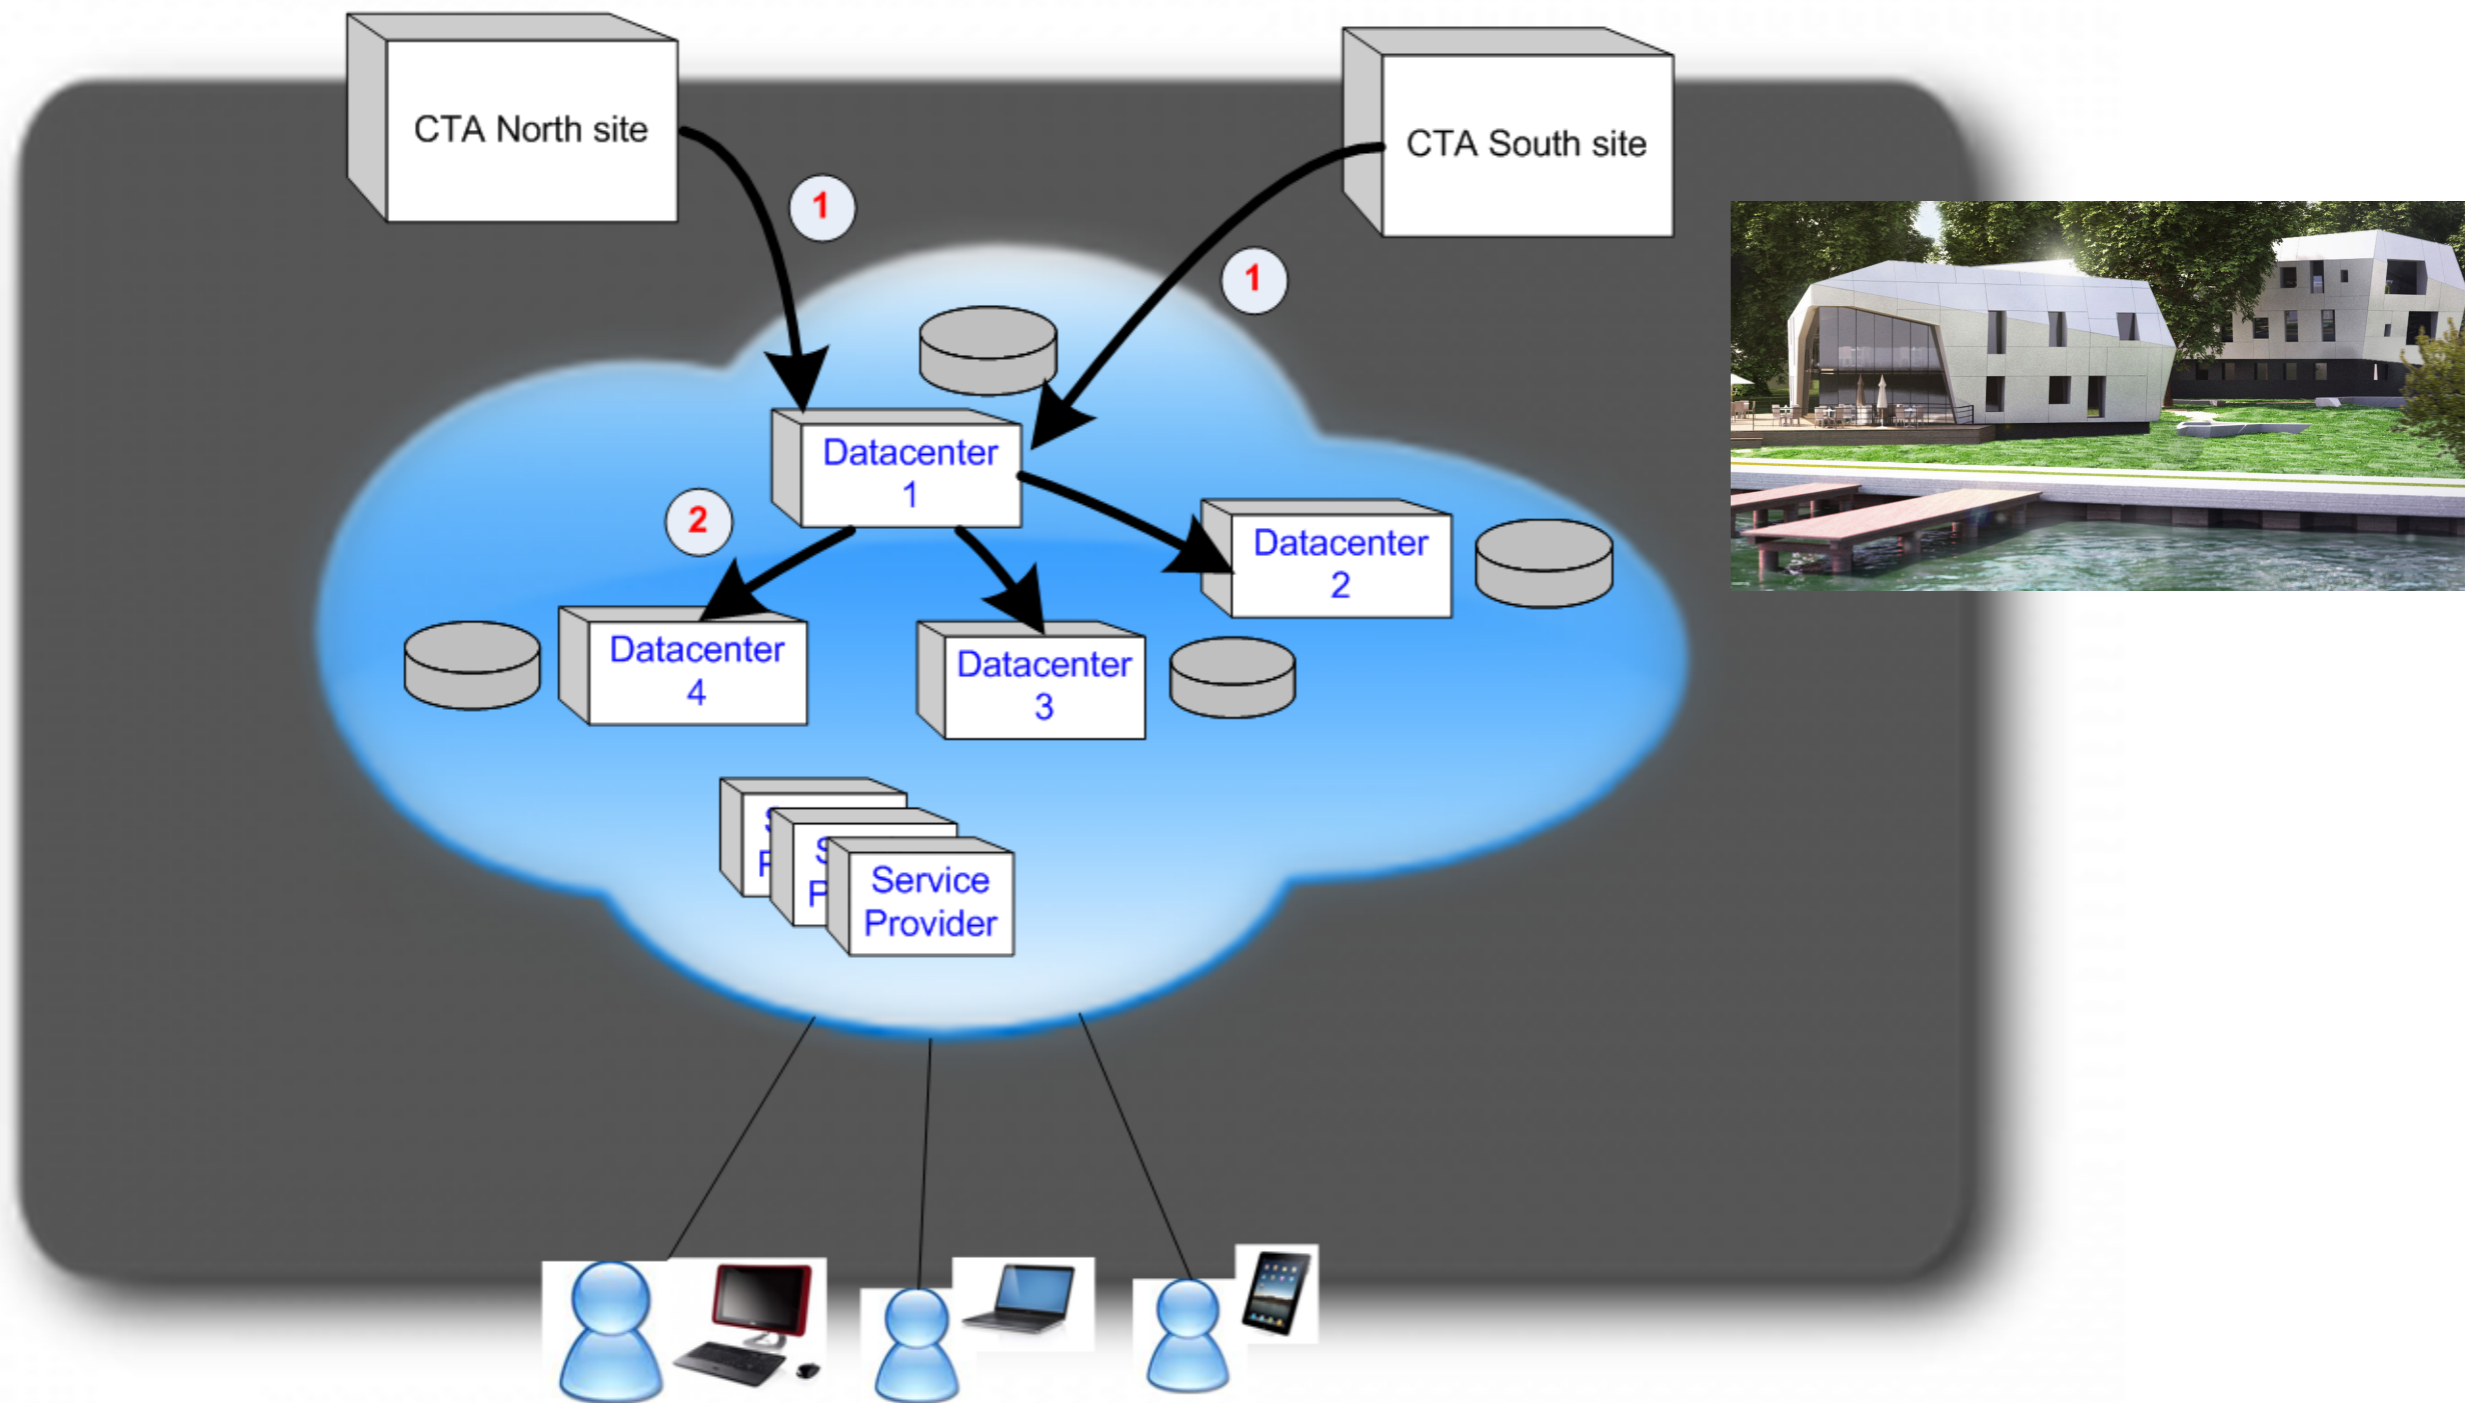 CTA North site
CTA South site
1
1
Datacenter
1
2
Datacenter
2
Datacenter
4
Datacenter
3
S
P
S
P
Service
Provider